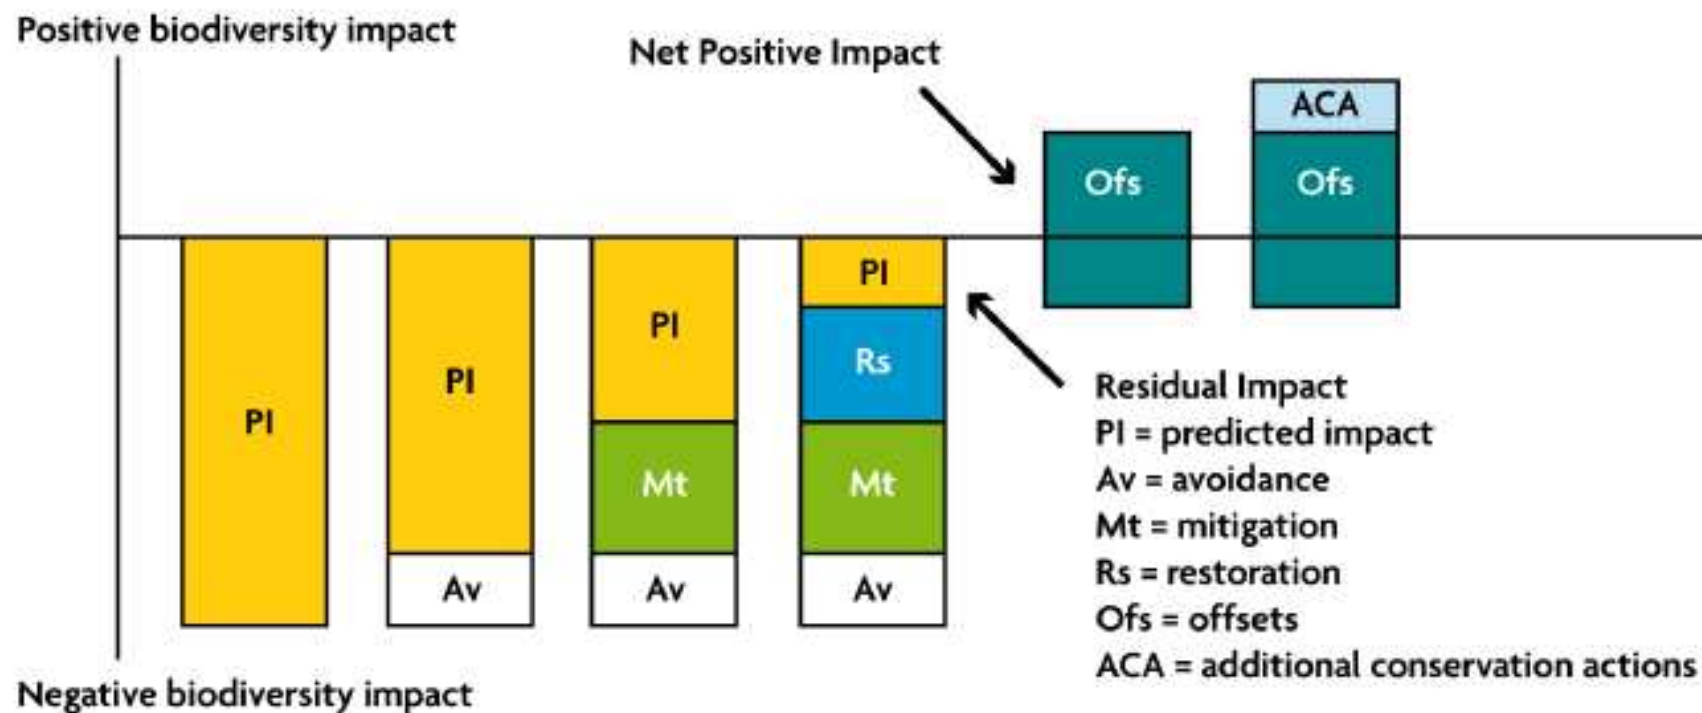 Positive biodiversity impact
Net Positive Impact
ACA
Ofs
Ofs
PI
PI
PI
PI
Rs
Mt
Mt
Av
Av
Av
Residual Impact
PI = predicted impact
Av = avoidance
Mt = mitigation
Rs = restoration
Ofs = offsets
ACA = additional conservation actions
Negative biodiversity impact